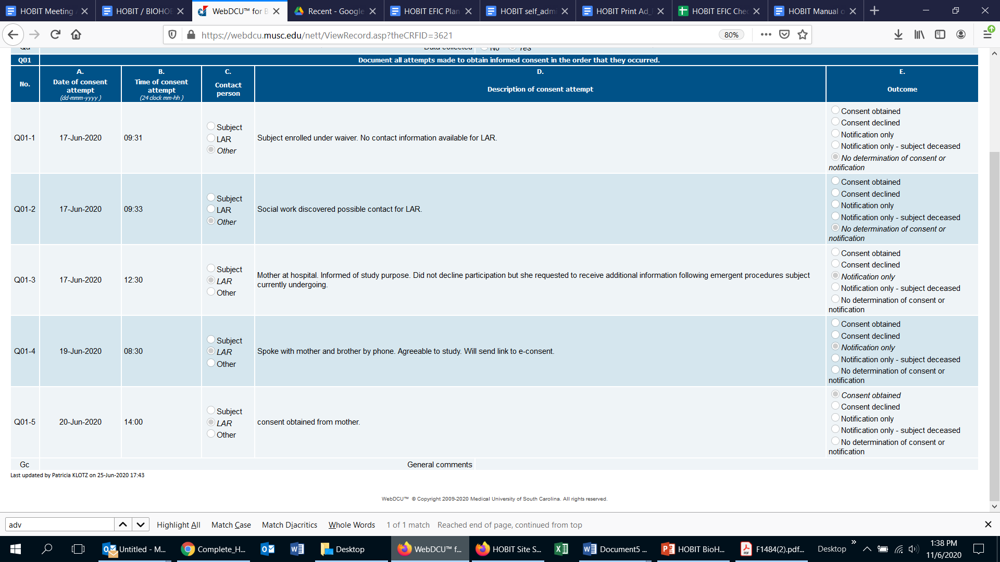 HOBIT Meeting
HOBIT / BIOHOB
WebDCU™ for B
Recent - Google
HOBIT EFIC Plan
HOBIT self_admi
HOBIT Print Ad_
HOBIT EFIC Chec
HOBIT Manual o
https://webdcu.musc.edu/nett/ViewRecord.asp?theCRFID=3621
80%
Qd Data collected No Yes
Q01 Document all attempts made to obtain informed consent in the order that they occurred.
No.
A.
Date of consent
attempt
(dd-mmm-yyyy )
B.
Time of consent
attempt
(24 clock mm-hh )
C.
Contact
person
D.
Description of consent attempt
E.
Outcome
Q01-1
17-Jun-2020
09:31
Subject
LAR
Other
Subject enrolled under waiver. No contact information available for LAR.
Consent obtained
Consent declined
Notification only
Notification only - subject deceased
No determination of consent or
notification
Q01-2
17-Jun-2020
09:33
Subject
LAR
Other
Social work discovered possible contact for LAR.
Consent obtained
Consent declined
Notification only
Notification only - subject deceased
No determination of consent or
notification
Q01-3
17-Jun-2020
12:30
Subject
LAR
Other
Mother at hospital. Informed of study purpose. Did not decline participation but she requested to receive additional information following emergent procedures subject
currently undergoing.
Consent obtained
Consent declined
Notification only
Notification only - subject deceased
No determination of consent or
notification
Q01-4
19-Jun-2020
08:30
Subject
LAR
Other
Spoke with mother and brother by phone. Agreeable to study. Will send link to e-consent.
Consent obtained
Consent declined
Notification only
Notification only - subject deceased
No determination of consent or
notification
Q01-5
20-Jun-2020
14:00
Subject
LAR
Other
consent obtained from mother.
Consent obtained
Consent declined
Notification only
Notification only - subject deceased
No determination of consent or
notification
Gc General comments
Last updated by Patricia KLOTZ on 25-Jun-2020 17:43
WebDCU™ © Copyright 2009-2020 Medical University of South Carolina. All rights reserved.
adv Highlight All Match Case Match Diacritics Whole Words 1 of 1 match Reached end of page, continued from top
Untitled - M...
Complete_H...
Desktop
WebDCU™ f...
HOBIT Site S...
Document5 ...
HOBIT BioH...
F1484(2).pdf...
Desktop
1:38 PM
11/6/2020